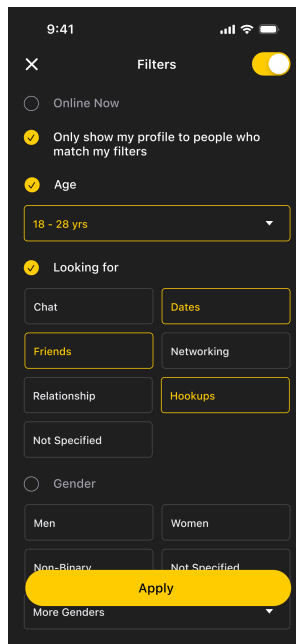 9:41
Filters
Online Now
Only show my profile to people who
match my filters
Age
18 - 28 yrs
Looking for
Chat
Dates
Friends
Networking
Relationship
Hookups
Not Specified
Gender
Men
Women
Non-Binary
Not Specified
Apply
More Genders